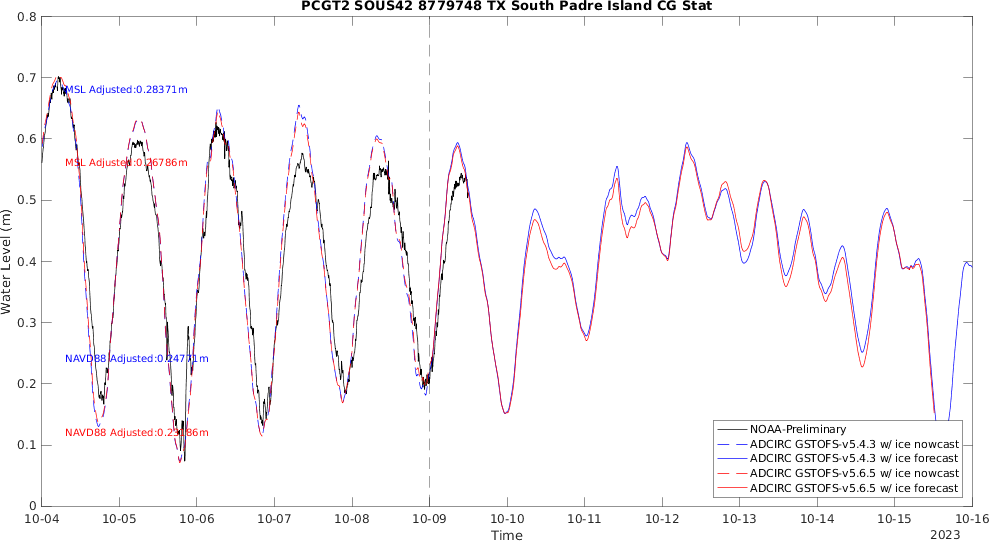 PCGT2 SOUS42 8779748 TX South Padre Island CG Stat
Water Level (m)
0.8
0.7
0.6
0.5
0.4
0.3
0.2
0.1
0
MSL Adjusted:0.28371m
MSL Adjusted:0.26786m
NAVD88 Adjusted:0.24771m
NAVD88 Adjusted:0.23186m
NOAA-Preliminary
ADCIRC GSTOFS-v5.4.3 w/ ice nowcast
ADCIRC GSTOFS-v5.4.3 w/ ice forecast
ADCIRC GSTOFS-v5.6.5 w/ ice nowcast
ADCIRC GSTOFS-v5.6.5 w/ ice forecast
10-04 10-05 10-06 10-07 10-08 10-09 10-10 10-11 10-12 10-13 10-14 10-15 10-16
Time
2023